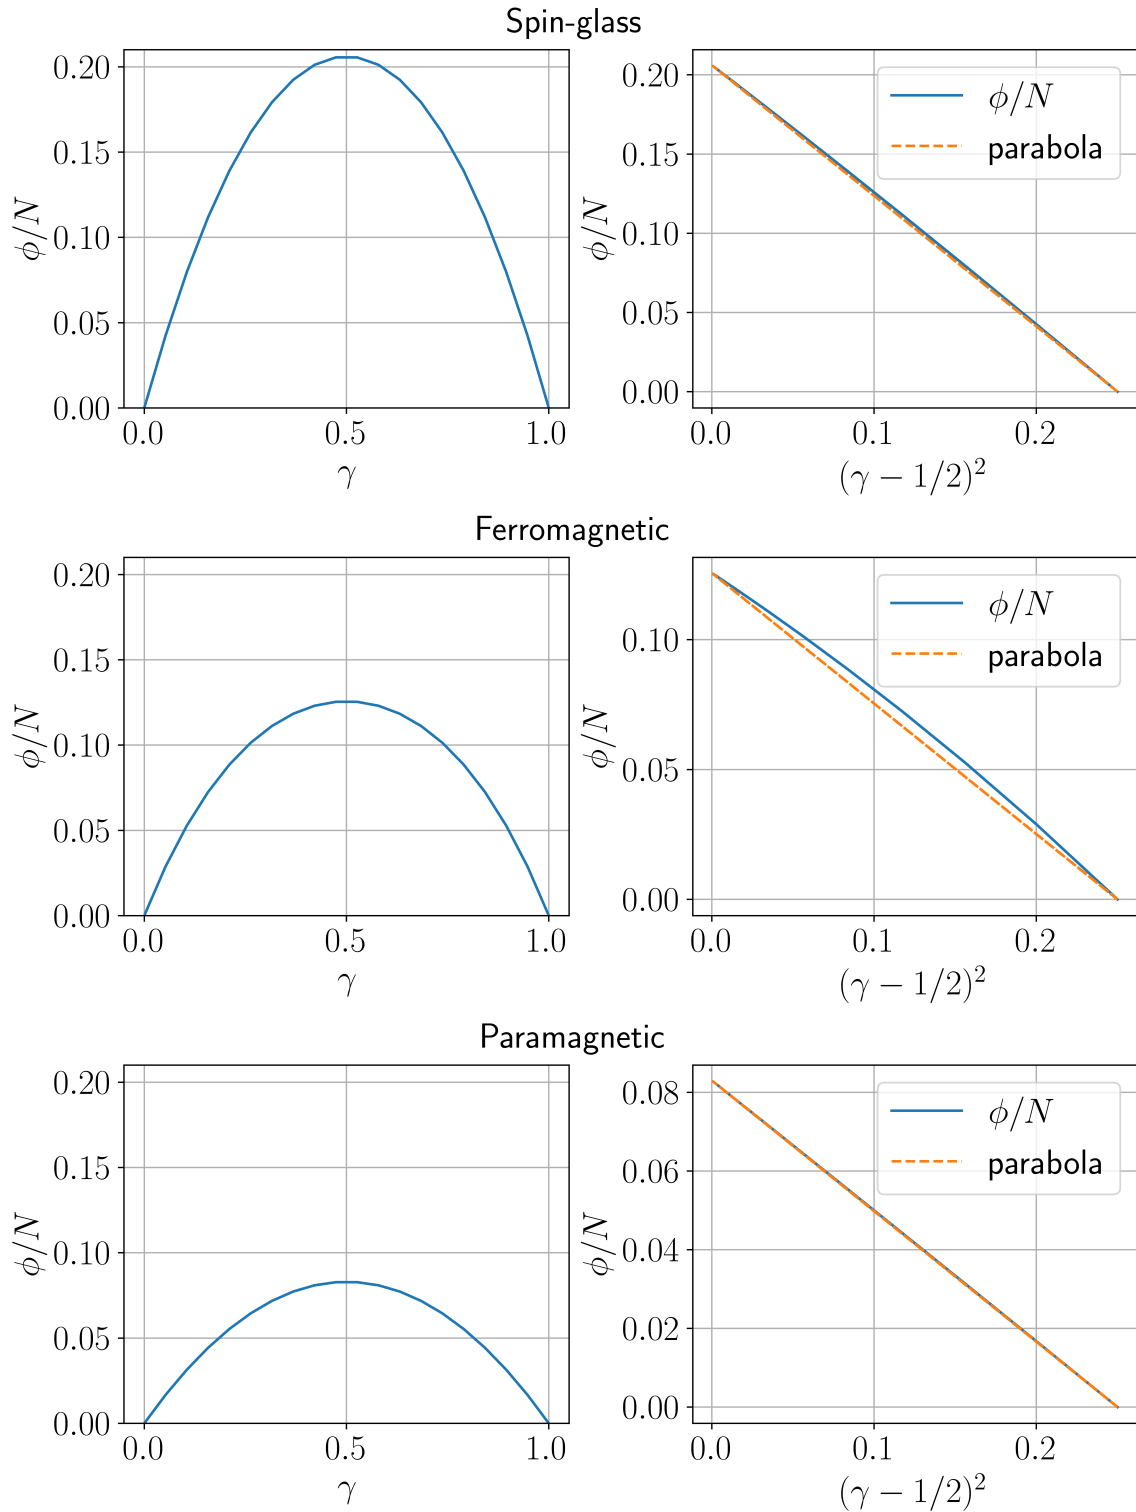 Spin-glass
0.20
0.15
0.10
0.05
0.00
ϕ/N
0.0 0.5 1.0
γ
0.20
0.15
0.10
0.05
0.00
ϕ/N
ϕ/N
parabola
0.0 0.1 0.2
(γ − 1/2)²
Ferromagnetic
0.20
0.15
0.10
0.05
0.00
ϕ/N
0.0 0.5 1.0
γ
0.10
0.05
0.00
ϕ/N
ϕ/N
parabola
0.0 0.1 0.2
(γ − 1/2)²
Paramagnetic
0.20
0.15
0.10
0.05
0.00
ϕ/N
0.0 0.5 1.0
γ
0.08
0.06
0.04
0.02
0.00
ϕ/N
ϕ/N
parabola
0.0 0.1 0.2
(γ − 1/2)²